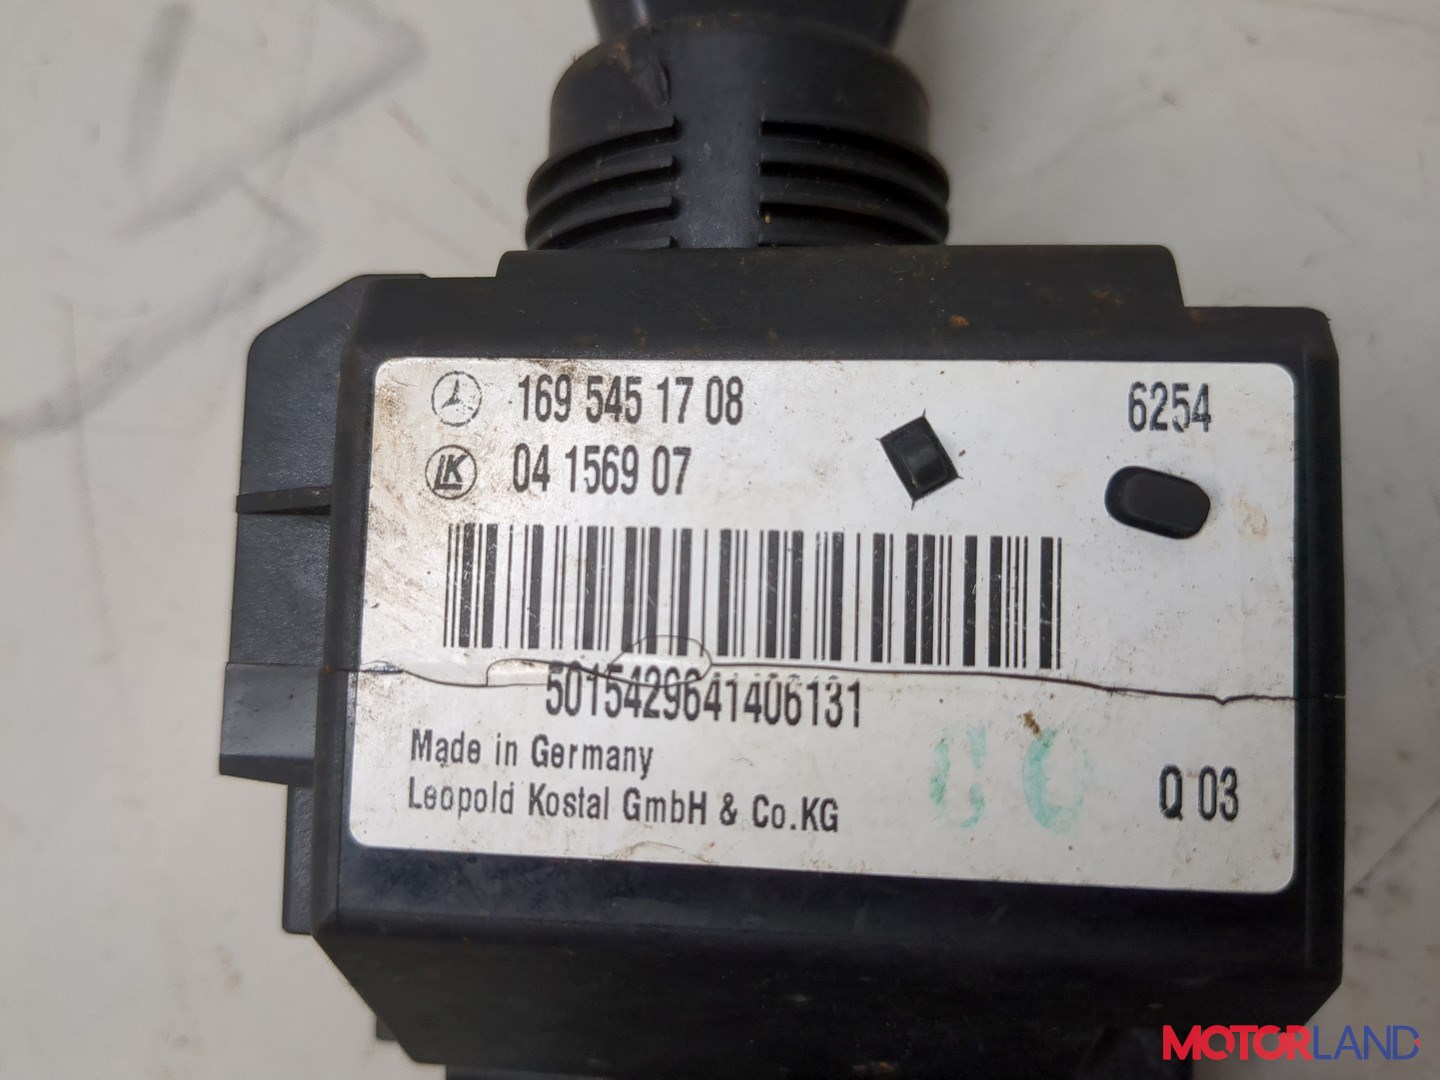 169 545 17 08
6254
LK 04 1569 07
5015429641406131
Made in Germany
Leopold Kostal GmbH & Co.KG
Q 03
MOTORLAND